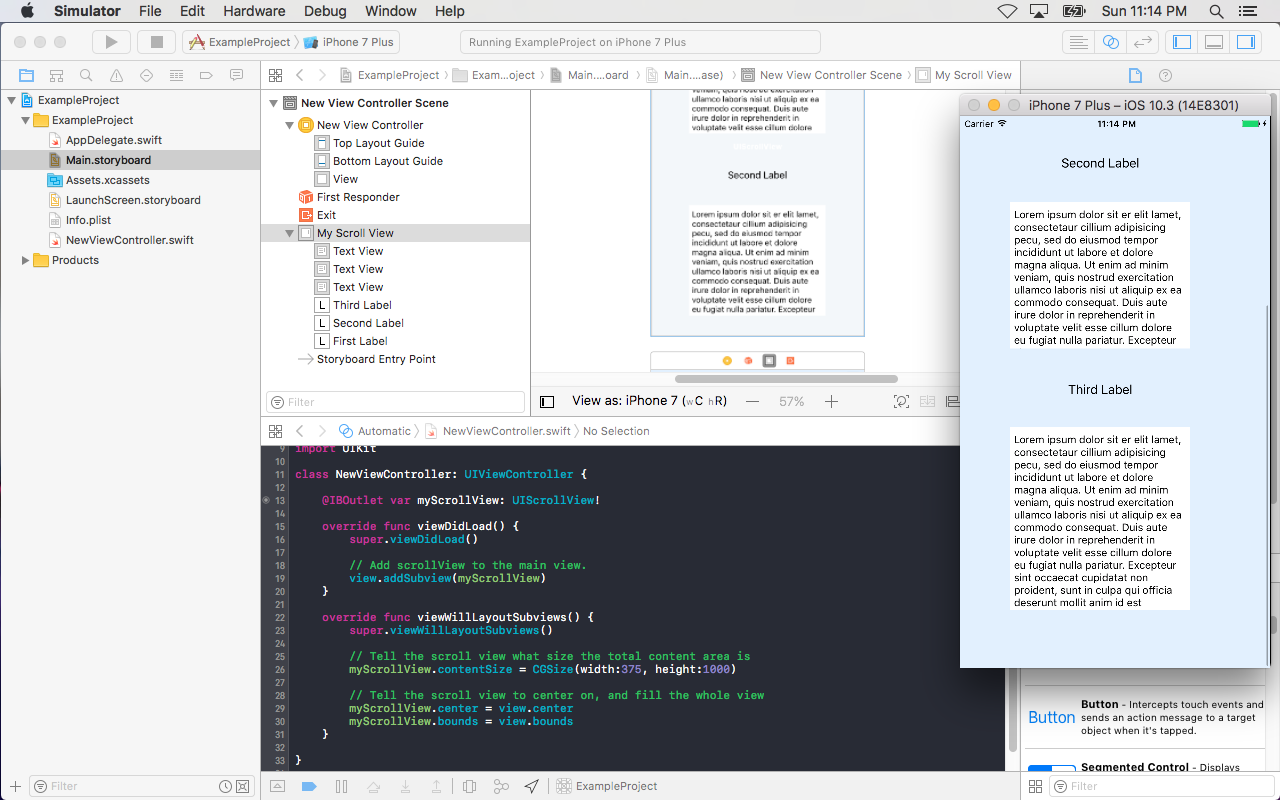 Simulator File Edit Hardware Debug Window Help Sun 11:14 PM
ExampleProject iPhone 7 Plus Running ExampleProject on iPhone 7 Plus
ExampleProject
ExampleProject
AppDelegate.swift
Main.storyboard
Assets.xcassets
LaunchScreen.storyboard
Info.plist
NewViewController.swift
Products
Filter
ExampleProject Exam...oject Main....oard Main....ase) New View Controller Scene My Scroll View
New View Controller Scene
New View Controller
Top Layout Guide
Bottom Layout Guide
View
First Responder
Exit
My Scroll View
Text View
Text View
Text View
L Third Label
L Second Label
L First Label
Storyboard Entry Point
Filter
ullamco laboris nisi ut aliquip ex ea
commodo consequat. Duis aute
irure dolor in reprehenderit in
voluptate velit esse cillum dolore
eu fugiat nulla pariatur. Excepteur
Second Label
Lorem ipsum dolor sit er elit lamet,
consectetaur cillium adipisicing
pecu, sed do eiusmod tempor
incididunt ut labore et dolore
magna aliqua. Ut enim ad minim
veniam, quis nostrud exercitation
ullamco laboris nisi ut aliquip ex ea
commodo consequat. Duis aute
irure dolor in reprehenderit in
voluptate velit esse cillum dolore
eu fugiat nulla pariatur. Excepteur
View as: iPhone 7 (wC hR) 57%
Automatic NewViewController.swift No Selection
9 import UIKit
10
11 class NewViewController: UIViewController {
12
13 @IBOutlet var myScrollView: UIScrollView!
14
15 override func viewDidLoad() {
16 super.viewDidLoad()
17
18 // Add scrollView to the main view.
19 view.addSubview(myScrollView)
20 }
21
22 override func viewWillLayoutSubviews() {
23 super.viewWillLayoutSubviews()
24
25 // Tell the scroll view what size the total content area is
26 myScrollView.contentSize = CGSize(width:375, height:1000)
27
28 // Tell the scroll view to center on, and fill the whole view
29 myScrollView.center = view.center
30 myScrollView.bounds = view.bounds
31 }
32
33 }
ExampleProject
iPhone 7 Plus – iOS 10.3 (14E8301)
Carrier 11:14 PM
Second Label
Lorem ipsum dolor sit er elit lamet,
consectetaur cillium adipisicing
pecu, sed do eiusmod tempor
incididunt ut labore et dolore
magna aliqua. Ut enim ad minim
veniam, quis nostrud exercitation
ullamco laboris nisi ut aliquip ex ea
commodo consequat. Duis aute
irure dolor in reprehenderit in
voluptate velit esse cillum dolore
eu fugiat nulla pariatur. Excepteur
Third Label
Lorem ipsum dolor sit er elit lamet,
consectetaur cillium adipisicing
pecu, sed do eiusmod tempor
incididunt ut labore et dolore
magna aliqua. Ut enim ad minim
veniam, quis nostrud exercitation
ullamco laboris nisi ut aliquip ex ea
commodo consequat. Duis aute
irure dolor in reprehenderit in
voluptate velit esse cillum dolore
eu fugiat nulla pariatur. Excepteur
sint occaecat cupidatat non
proident, sunt in culpa qui officia
deserunt mollit anim id est
Button Button - Intercepts touch events and
sends an action message to a target
object when it's tapped.
Segmented Control - Displays
Filter